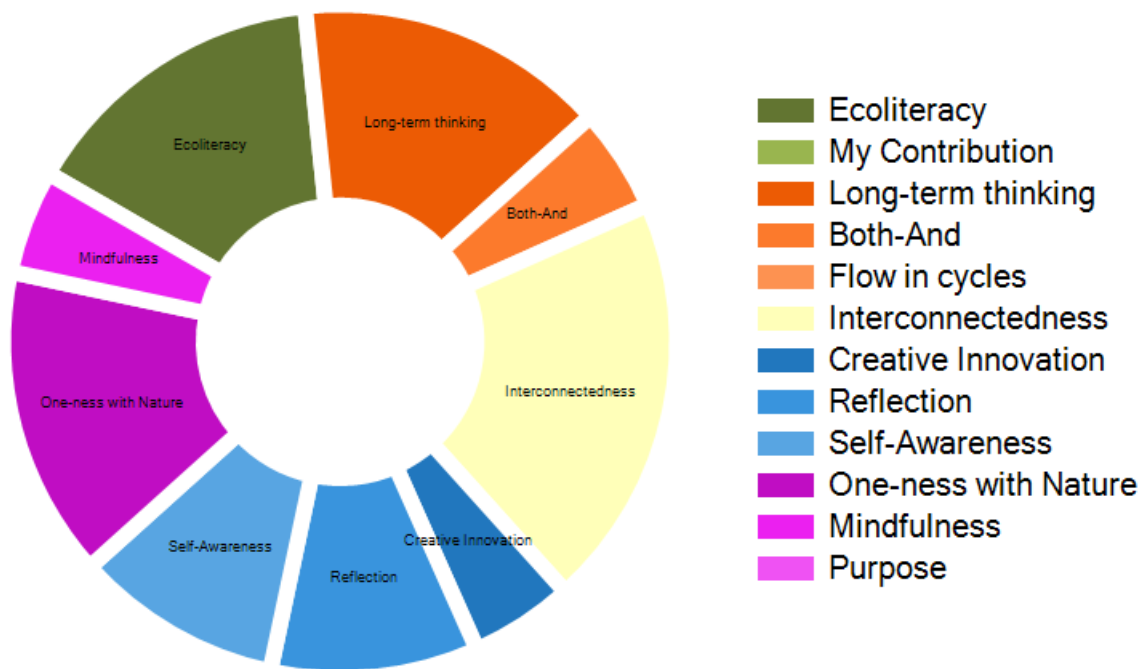 Long-term thinking
Ecoliteracy
Both-And
Mindfulness
Interconnectedness
One-ness with Nature
Creative Innovation
Self-Awareness
Reflection
Ecoliteracy
My Contribution
Long-term thinking
Both-And
Flow in cycles
Interconnectedness
Creative Innovation
Reflection
Self-Awareness
One-ness with Nature
Mindfulness
Purpose